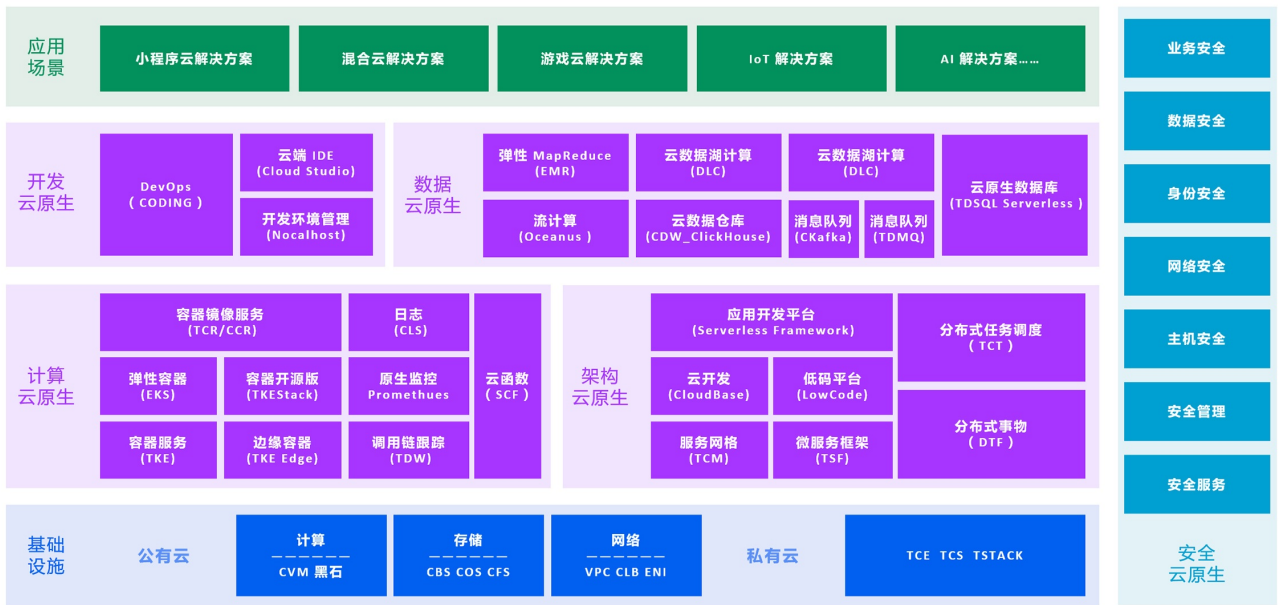 应用
场景
小程序云解决方案
混合云解决方案
游戏云解决方案
IoT 解决方案
AI 解决方案……
开发
云原生
DevOps
( CODING )
云端 IDE
(Cloud Studio)
开发环境管理
(Nocalhost)
数据
云原生
弹性 MapReduce
(EMR)
云数据湖计算
(DLC)
云数据湖计算
(DLC)
云原生数据库
(TDSQL Serverless )
流计算
(Oceanus )
云数据仓库
(CDW_ClickHouse)
消息队列
(CKafka)
消息队列
(TDMQ)
计算
云原生
容器镜像服务
(TCR/CCR)
日志
(CLS)
云函数
( SCF )
弹性容器
(EKS)
容器开源版
(TKEStack)
原生监控
Promethues
容器服务
(TKE)
边缘容器
(TKE Edge)
调用链跟踪
(TDW)
架构
云原生
应用开发平台
(Serverless Framework)
分布式任务调度
( TCT )
云开发
(CloudBase)
低码平台
(LowCode)
服务网格
(TCM)
微服务框架
(TSF)
分布式事物
( DTF )
基础
设施
公有云
计算
——————
CVM 黑石
存储
——————
CBS COS CFS
网络
——————
VPC CLB ENI
私有云
TCE TCS TSTACK
业务安全
数据安全
身份安全
网络安全
主机安全
安全管理
安全服务
安全
云原生